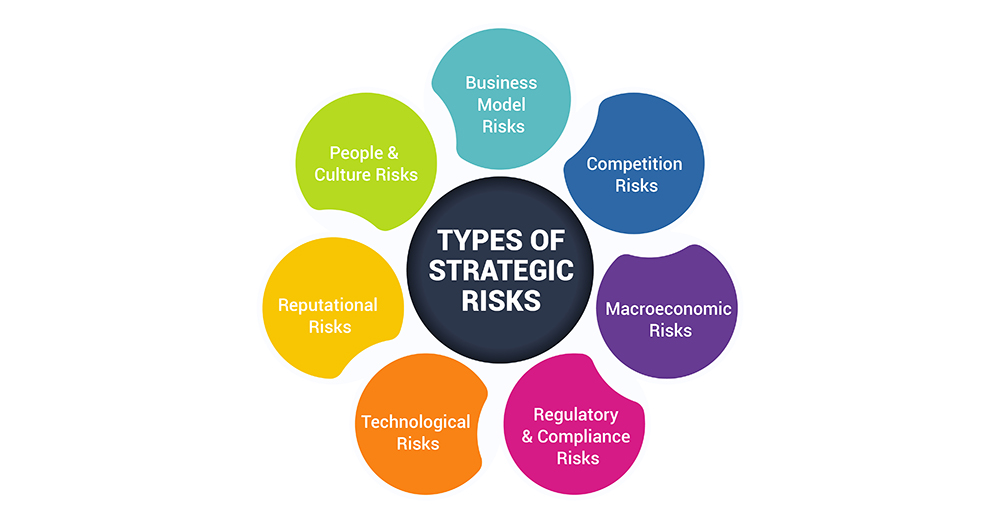 TYPES OF
STRATEGIC
RISKS
Business
Model
Risks
Competition
Risks
Macroeconomic
Risks
Regulatory
& Compliance
Risks
Technological
Risks
Reputational
Risks
People &
Culture Risks